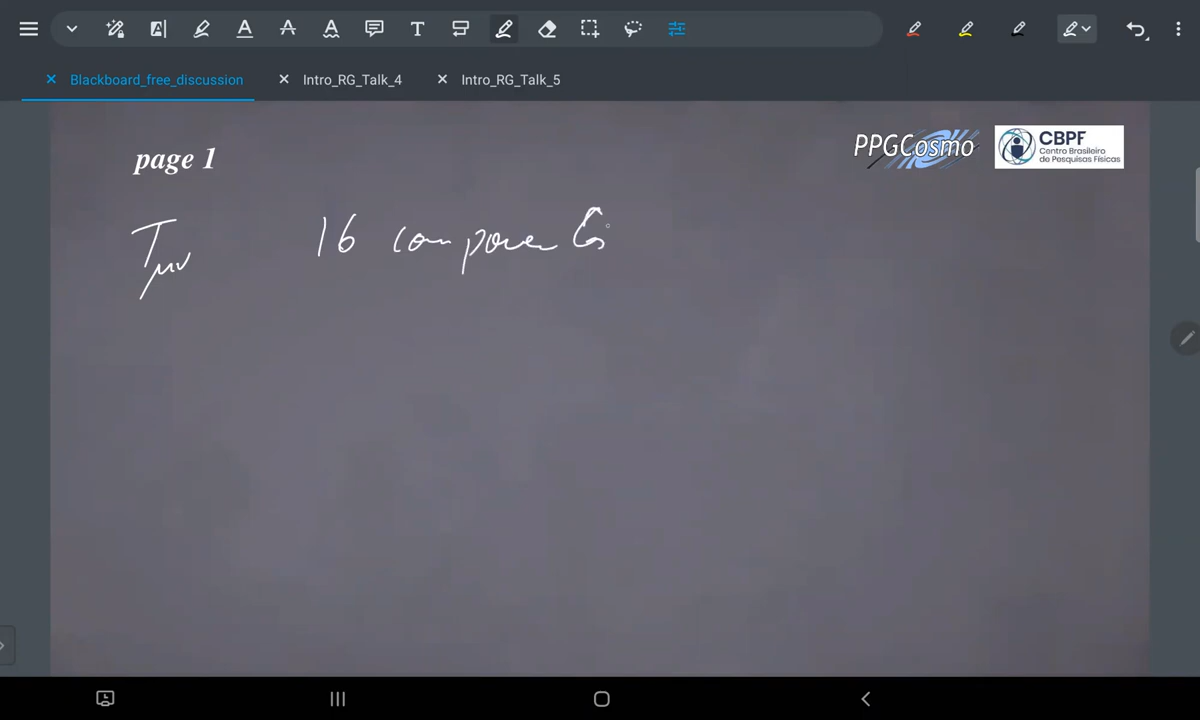 Blackboard_free_discussion Intro_RG_Talk_4 Intro_RG_Talk_5
page 1
PPGCosmo
CBPF
Centro Brasileiro
de Pesquisas Físicas
Tμν 16 components